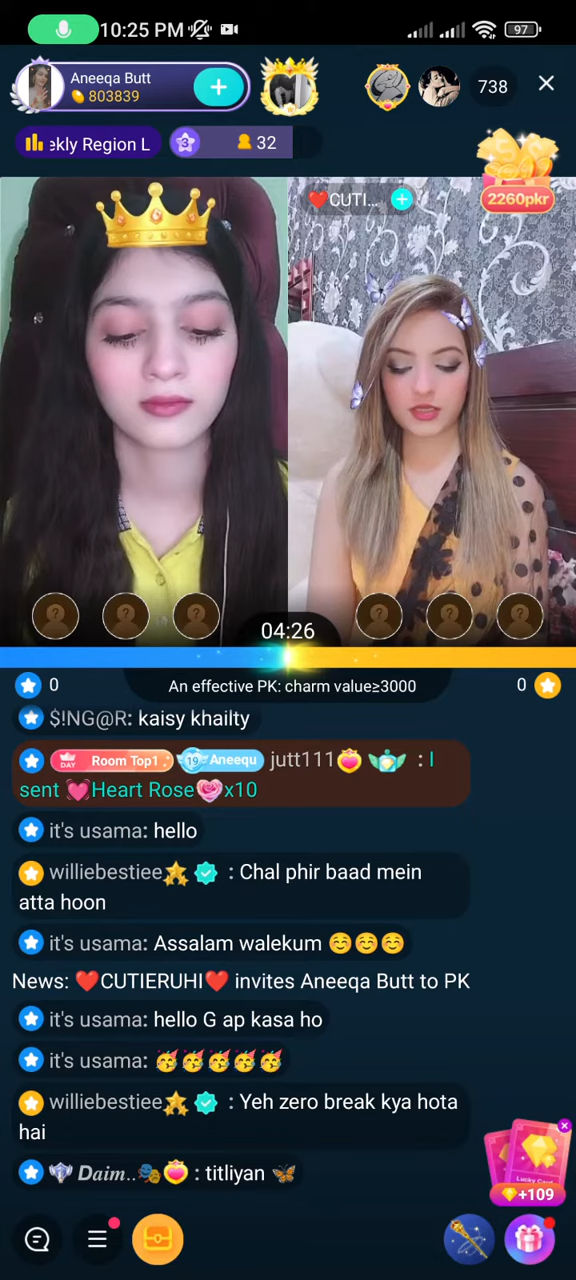 10:25 PM
97
Aneeqa Butt
803839
738
ekly Region L
3
32
2260pkr
❤️CUTI...
04:26
0
An effective PK: charm value≥3000
0
$!NG@R: kaisy khailty
DAY Room Top1 19 Aneequ jutt111 : I
sent 💓Heart Rose🌹x10
it's usama: hello
williebestiee🌟 : Chal phir baad mein
atta hoon
it's usama: Assalam walekum ☺️☺️☺️
News: ❤️CUTIERUHI❤️ invites Aneeqa Butt to PK
it's usama: hello G ap kasa ho
it's usama: 🥳🥳🥳🥳🥳
williebestiee🌟 : Yeh zero break kya hota
hai
𝑫𝒂𝒊𝒎..🎭 : titliyan 🦋
Lucky Card
+109